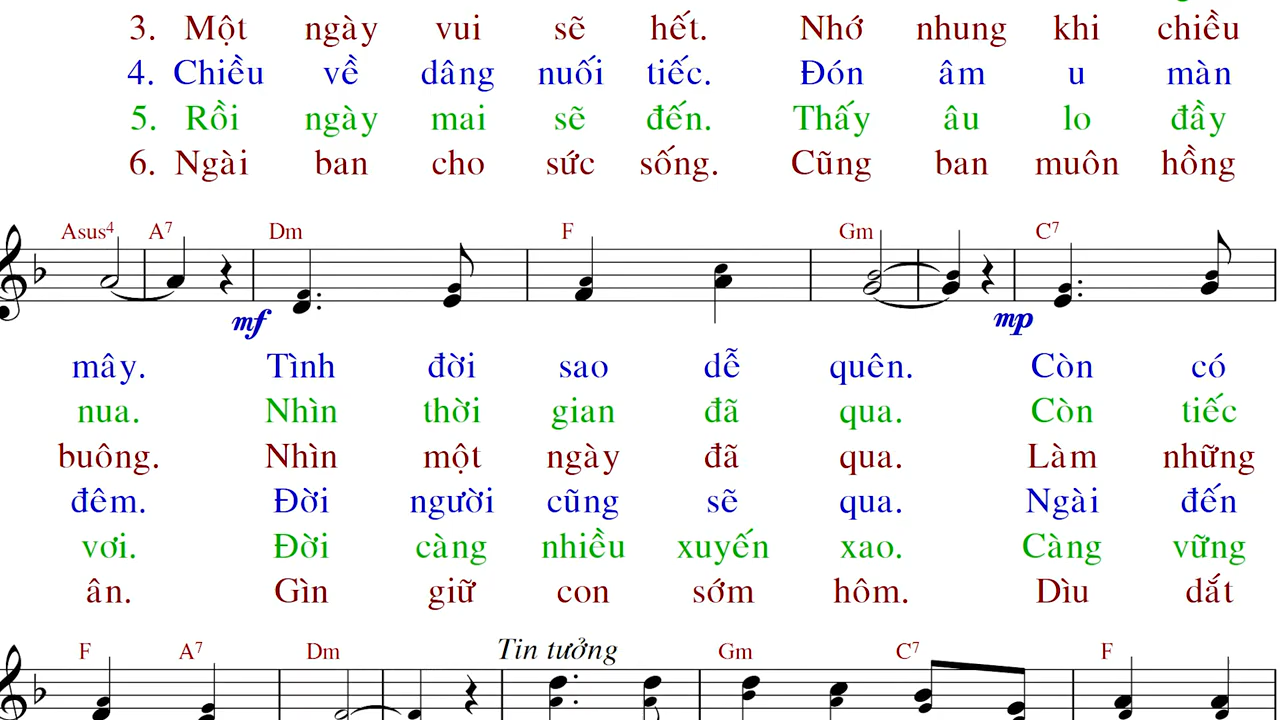 3. Một ngày vui sẽ hết. Nhớ nhung khi chiều
4. Chiều về dâng nuối tiếc. Đón âm u màn
5. Rồi ngày mai sẽ đến. Thấy âu lo đầy
6. Ngài ban cho sức sống. Cũng ban muôn hồng
Asus4 A7 Dm F Gm C7
mf mp
mây. Tình đời sao dễ quên. Còn có
nua. Nhìn thời gian đã qua. Còn tiếc
buông. Nhìn một ngày đã qua. Làm những
đêm. Đời người cũng sẽ qua. Ngài đến
vơi. Đời càng nhiều xuyến xao. Càng vững
ân. Gìn giữ con sớm hôm. Dìu dắt
F A7 Dm Tin tưởng Gm C7 F